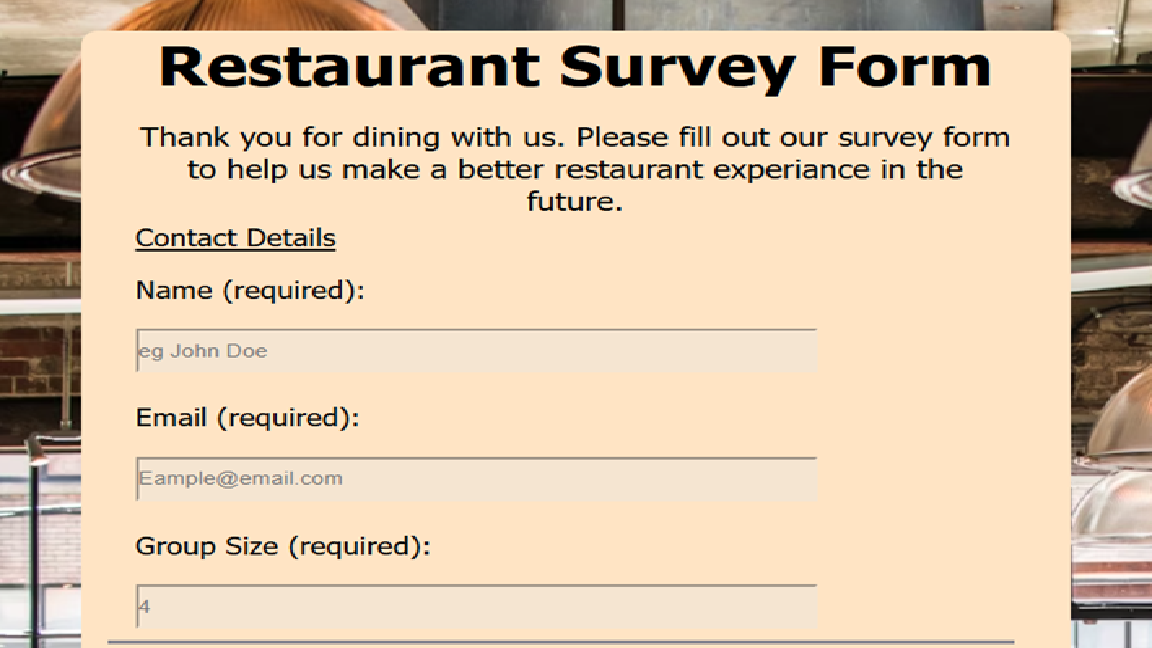 Restaurant Survey Form
Thank you for dining with us. Please fill out our survey form
to help us make a better restaurant experiance in the
future.
Contact Details
Name (required):
eg John Doe
Email (required):
Eample@email.com
Group Size (required):
4